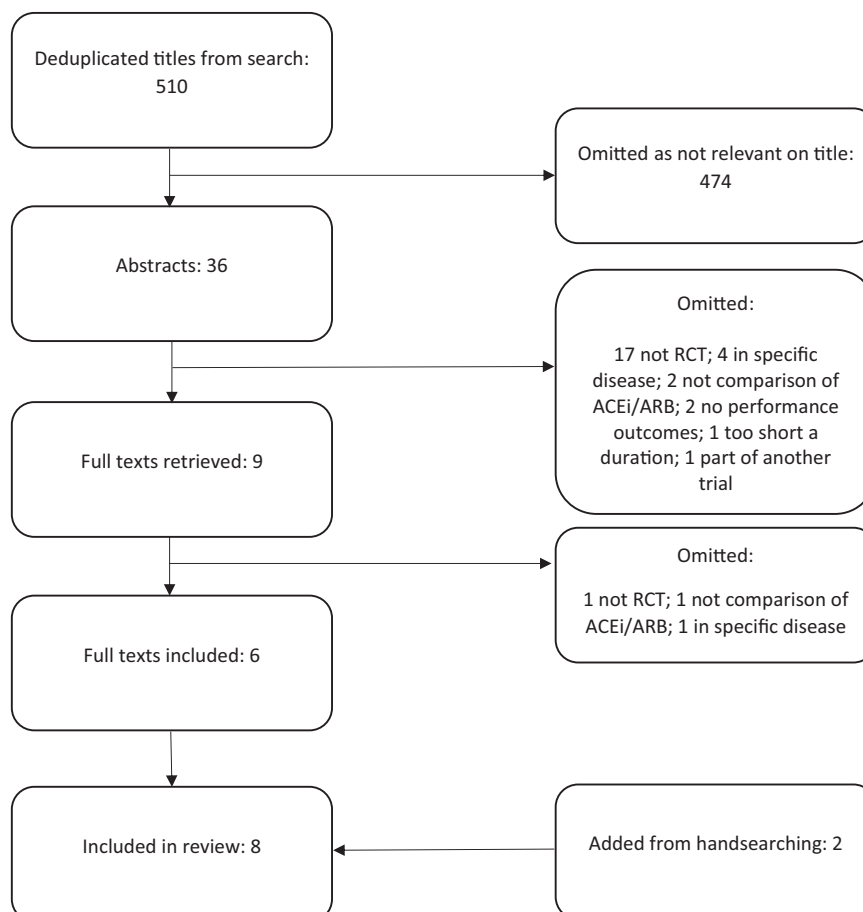 Deduplicated titles from search:
510
Omitted as not relevant on title:
474
Abstracts: 36
Omitted:
17 not RCT; 4 in specific
disease; 2 not comparison of
ACEi/ARB; 2 no performance
outcomes; 1 too short a
duration; 1 part of another
trial
Full texts retrieved: 9
Omitted:
1 not RCT; 1 not comparison of
ACEi/ARB; 1 in specific disease
Full texts included: 6
Included in review: 8
Added from handsearching: 2